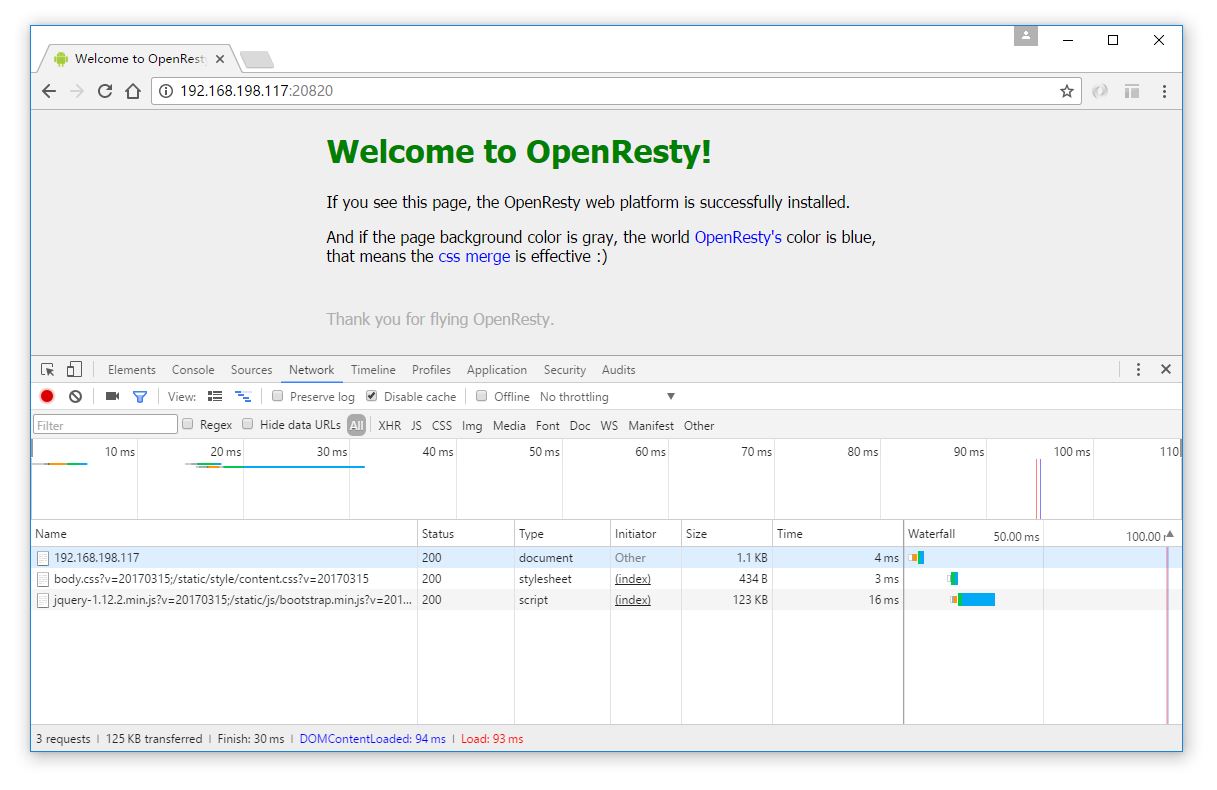 Welcome to OpenResty
192.168.198.117:20820
Welcome to OpenResty!
If you see this page, the OpenResty web platform is successfully installed.
And if the page background color is gray, the world OpenResty's color is blue,
that means the css merge is effective :)
Thank you for flying OpenResty.
Elements Console Sources Network Timeline Profiles Application Security Audits
View: Preserve log Disable cache Offline No throttling
Filter Regex Hide data URLs All XHR JS CSS Img Media Font Doc WS Manifest Other
10 ms 20 ms 30 ms 40 ms 50 ms 60 ms 70 ms 80 ms 90 ms 100 ms 110
Name Status Type Initiator Size Time Waterfall 50.00 ms 100.00 r
192.168.198.117 200 document Other 1.1 KB 4 ms
body.css?v=20170315;/static/style/content.css?v=20170315 200 stylesheet (index) 434 B 3 ms
jquery-1.12.2.min.js?v=20170315;/static/js/bootstrap.min.js?v=201... 200 script (index) 123 KB 16 ms
3 requests | 125 KB transferred | Finish: 30 ms | DOMContentLoaded: 94 ms | Load: 93 ms